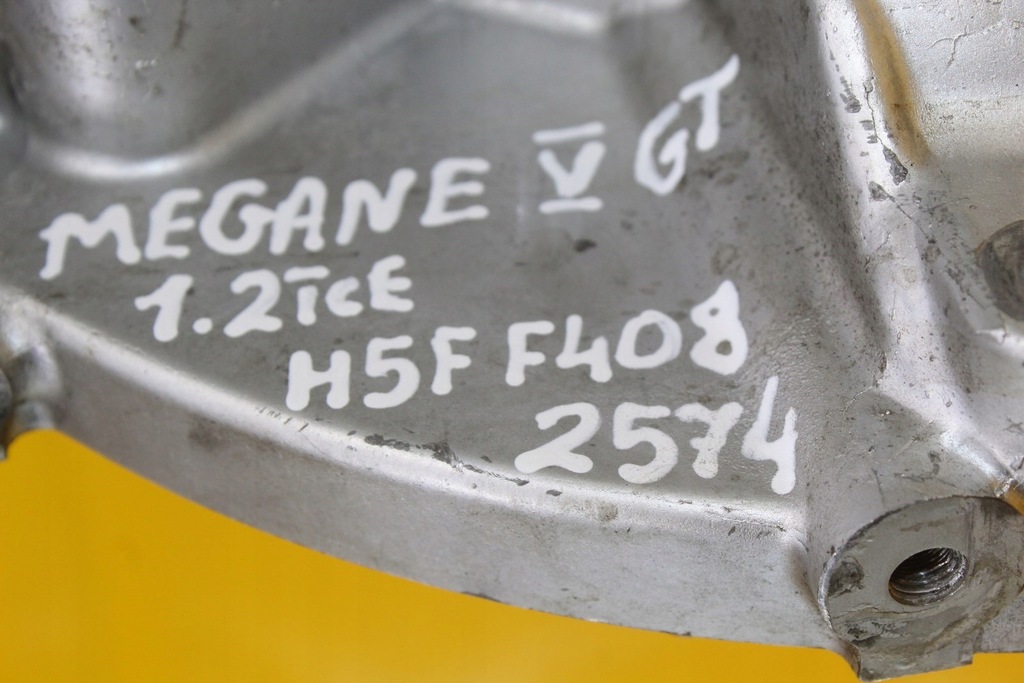 MEGANE V GT
1.2TCE
H5F F408
2574